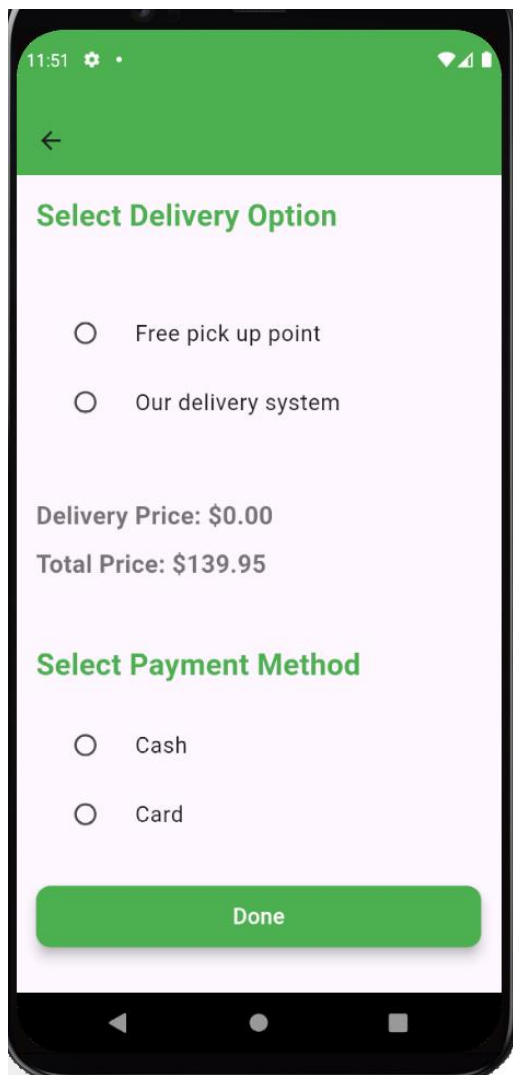 11:51
Select Delivery Option
Free pick up point
Our delivery system
Delivery Price: $0.00
Total Price: $139.95
Select Payment Method
Cash
Card
Done